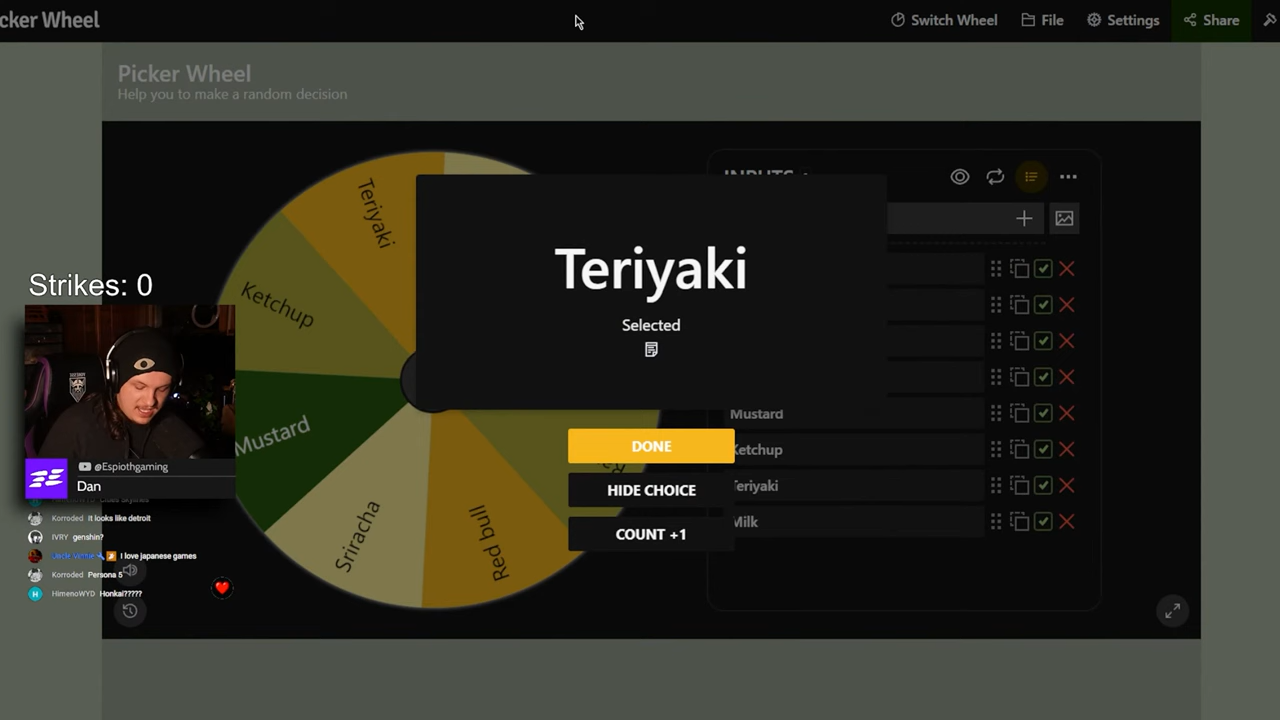 cker Wheel
Switch Wheel
File
Settings
Share
Picker Wheel
Help you to make a random decision
INPUTS
Teriyaki
Ketchup
Mustard
Sriracha
Red bull
Teriyaki
Selected
DONE
HIDE CHOICE
COUNT +1
Mustard
Ketchup
Teriyaki
Milk
Strikes: 0
@Espiothgaming
Dan
Korroded It looks like detroit
IVRY genshin?
I love japanese games
Korroded Persona 5
H HimenoWYD Honkai?????